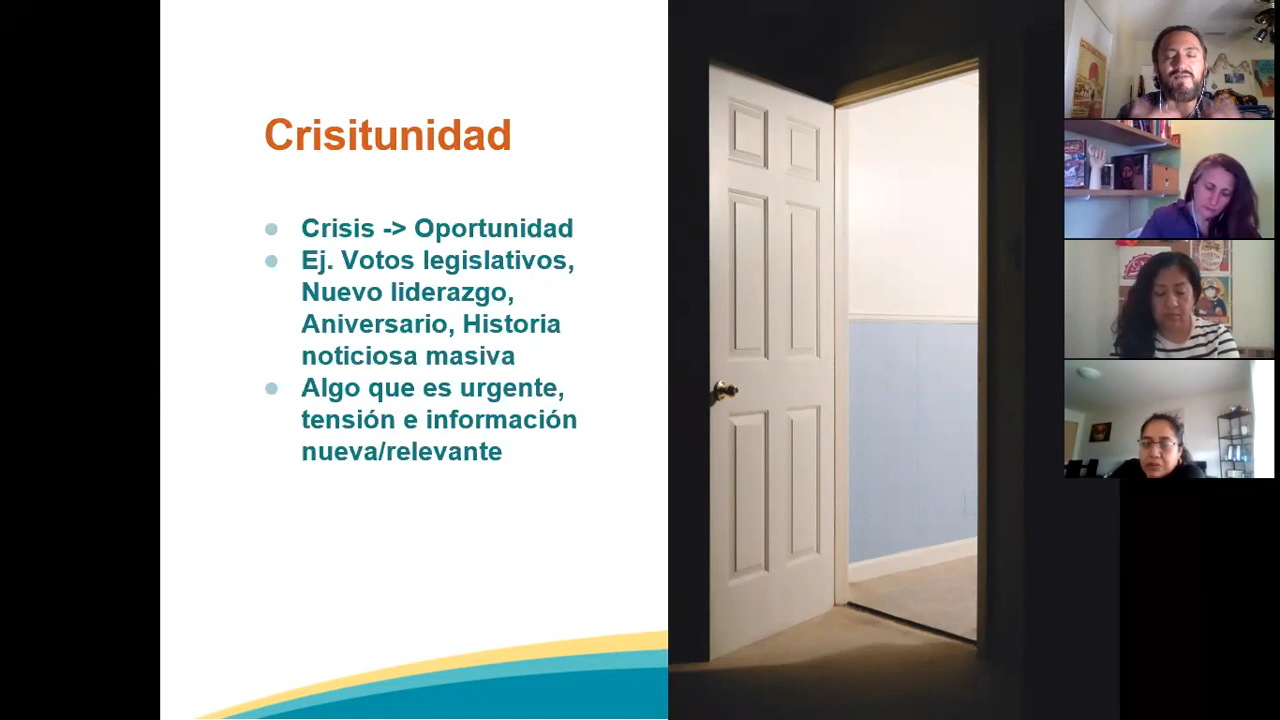 Crisitunidad
Crisis -> Oportunidad
Ej. Votos legislativos,
Nuevo liderazgo,
Aniversario, Historia
noticiosa masiva
Algo que es urgente,
tensión e información
nueva/relevante